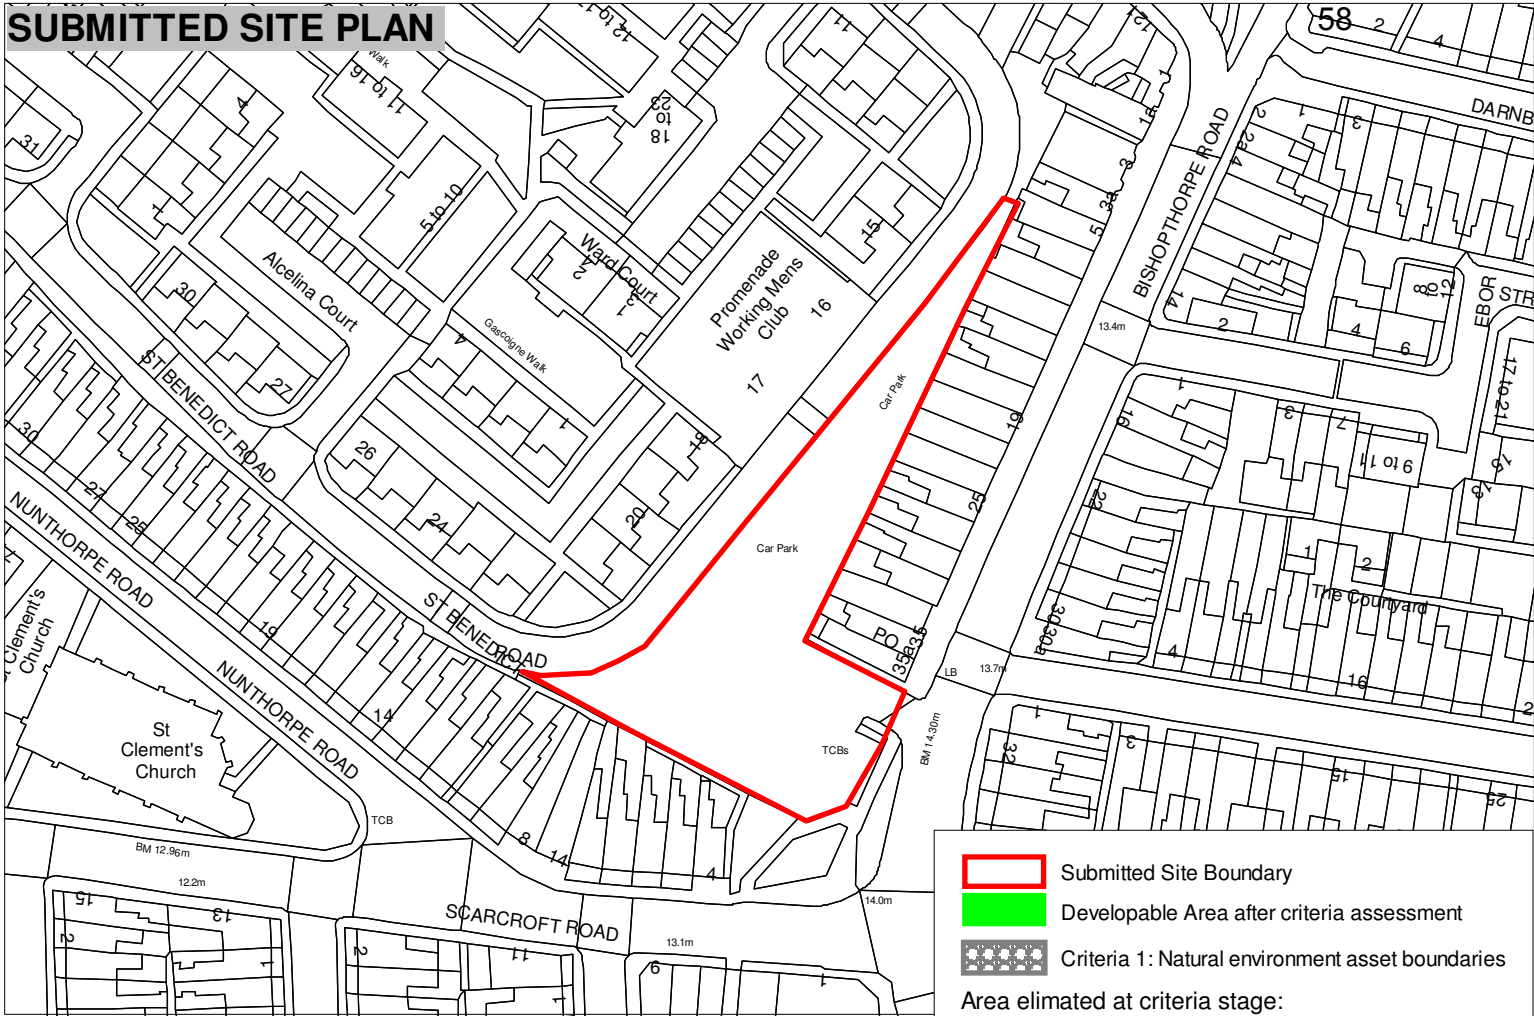 SUBMITTED SITE PLAN
58
12 to 1
11
121
2
4
Walk
11 to 16
4
31
18
to
23
1
1a
3
3a
5
BISHOPTHORPE ROAD
2
2a 4
1
3
DARNB
1
5 to 10
Ward Court
2
4
1
3
15
Promenade
Working Mens
Club
16
17
Alcelina Court
30
27
Gascoigne Walk
4
1
Car Park
13.4m
14
2
8
to
12
4
6
EBOR
STR
17 to 21
15
13
ST BENEDICT ROAD
30
27
25
26
24
18
20
19
25
16
22
1
3
7
9 to 11
1
2
The Courtyard
NUNTHORPE ROAD
Car Park
St Clement's
Church
19
14
ST BENEDICT
ROAD
PO
35a
35
30
30a
4
16
2
LB
13.7m
BM 14.30m
TCBs
NUNTHORPE ROAD
St
Clement's
Church
TCB
8
14
4
32
1
3
15
25
BM 12.96m
12.2m
15
13
2
1
SCARCROFT ROAD
2
11
1
13.1m
9
1
14.0m
Submitted Site Boundary
Developable Area after criteria assessment
Criteria 1: Natural environment asset boundaries
Area elimated at criteria stage: